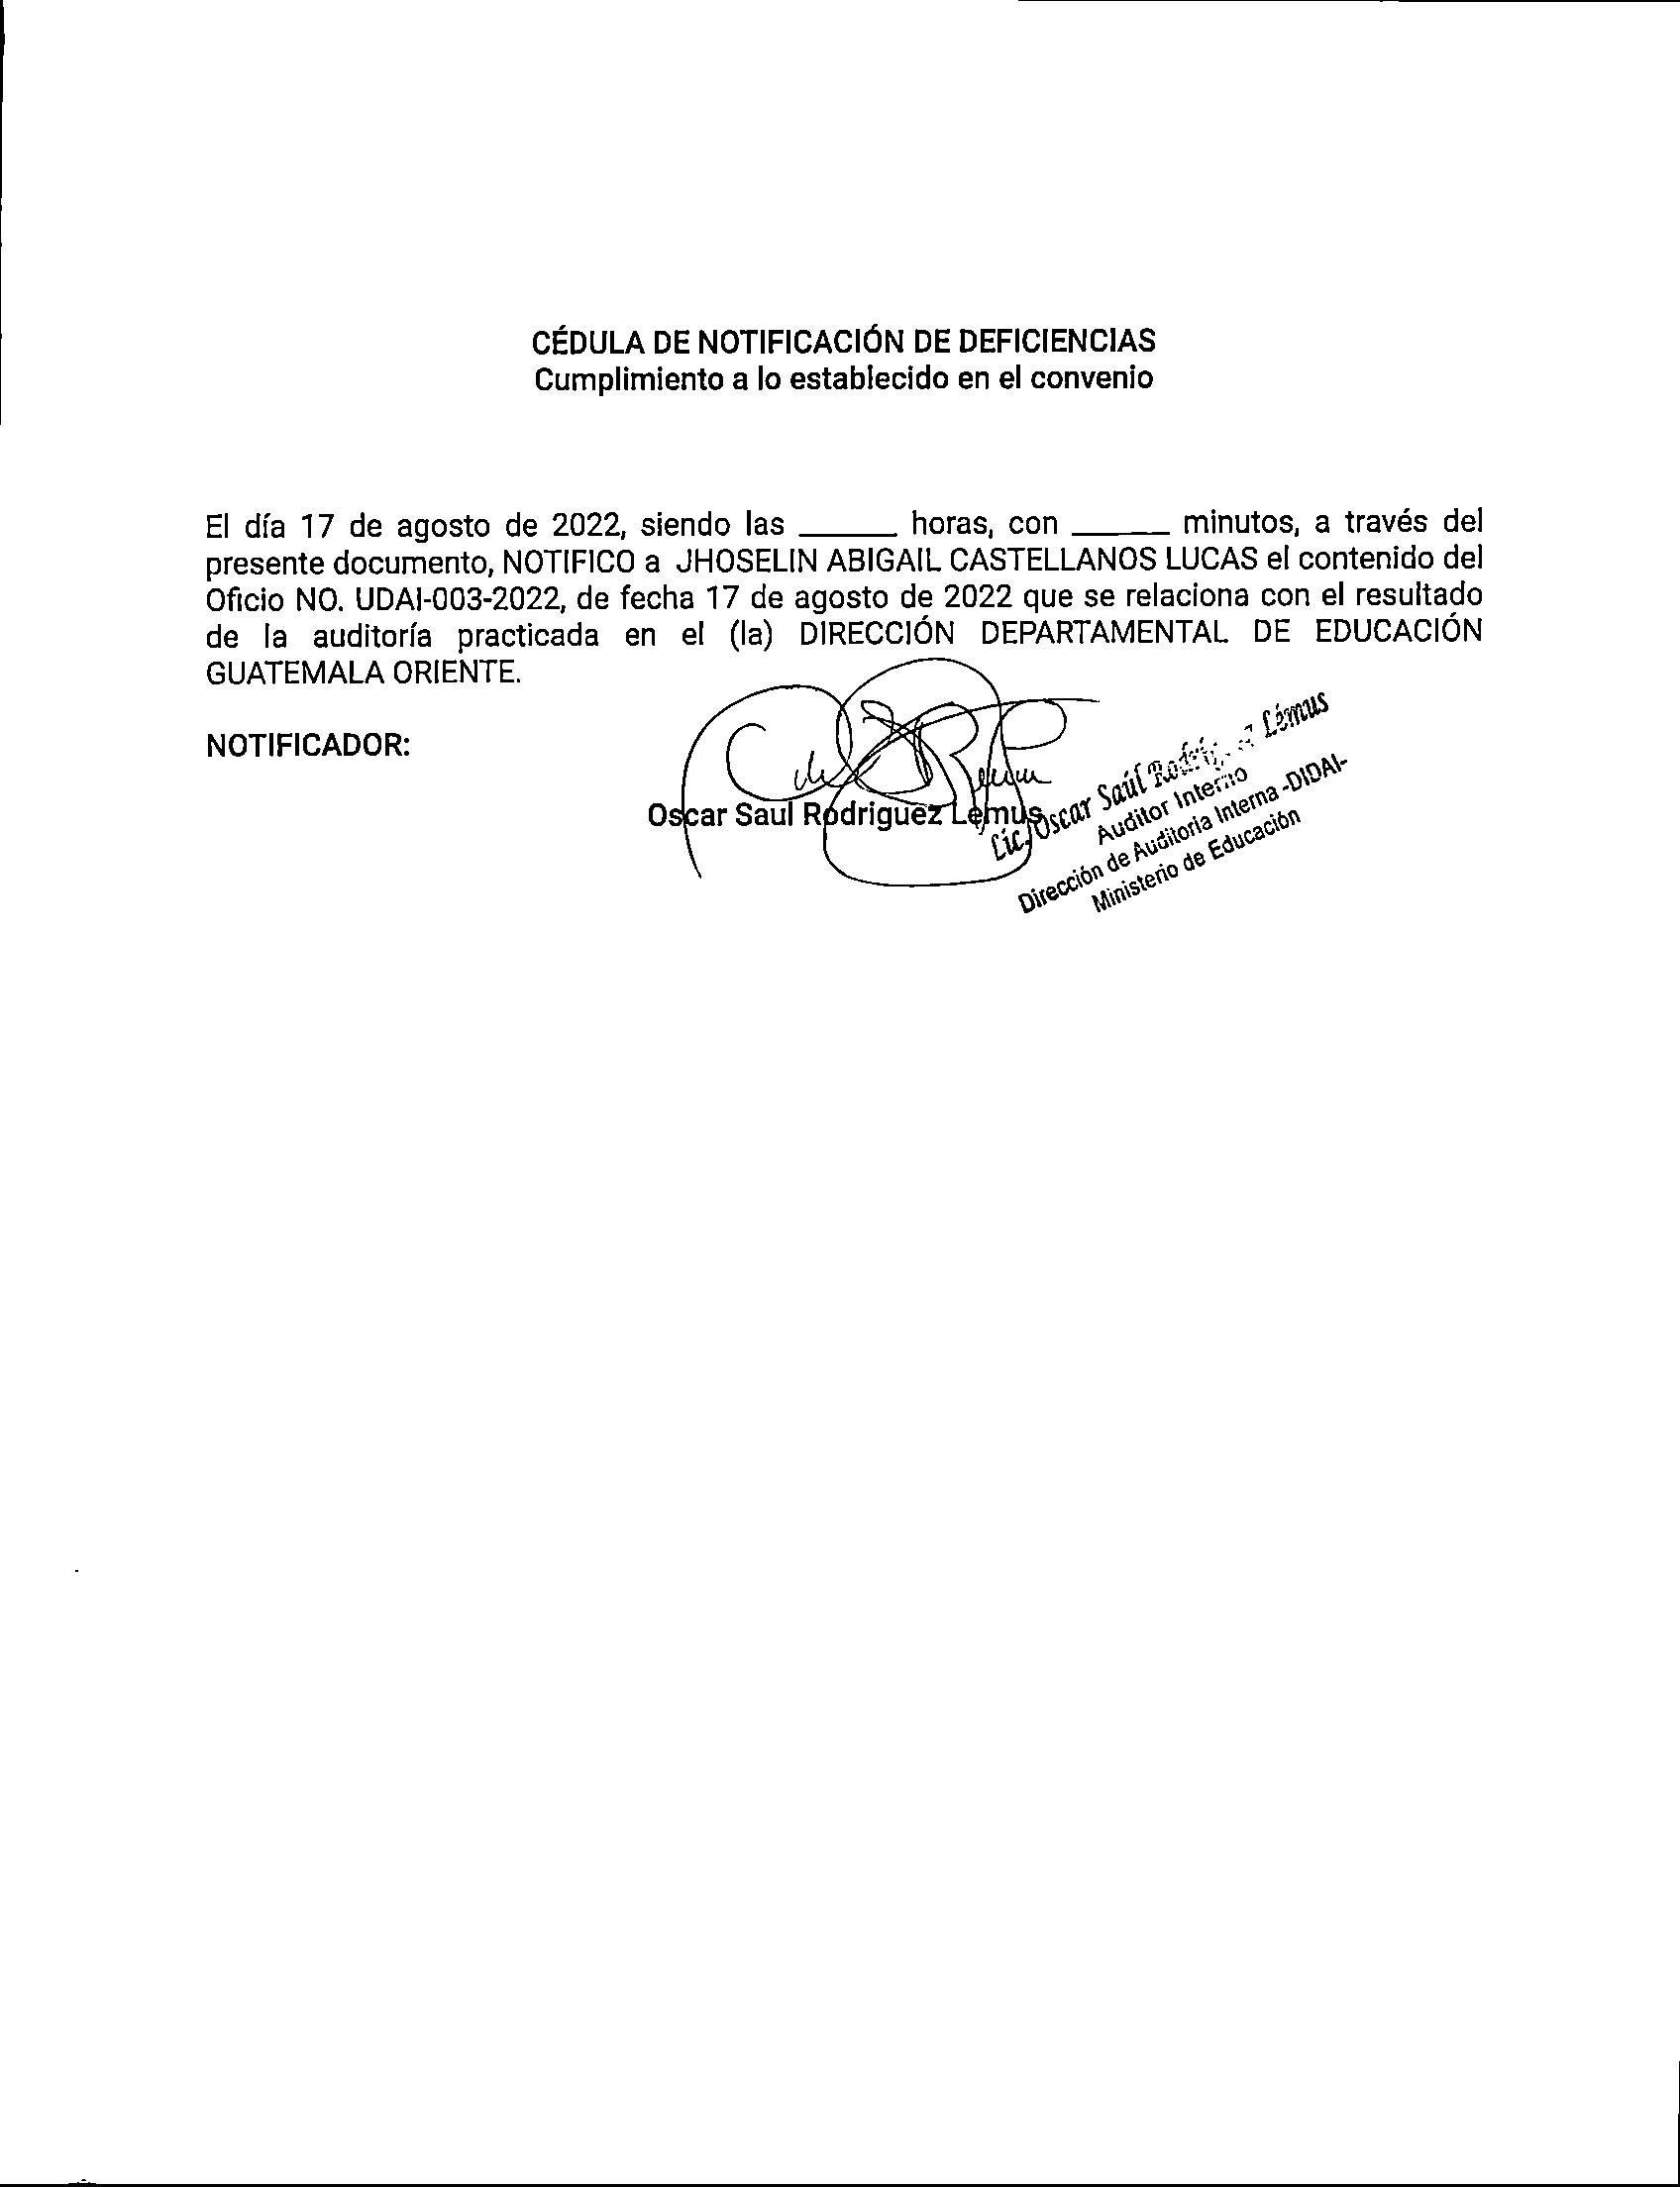 CÉDULA DE NOTIFICACIÓN DE DEFICIENCIAS
Cumplimiento a lo establecido en el convenio
El día 17 de agosto de 2022, siendo las ______ horas, con ______ minutos, a través del
presente documento, NOTIFICO a JHOSELIN ABIGAIL CASTELLANOS LUCAS el contenido del
Oficio NO. UDAI-003-2022, de fecha 17 de agosto de 2022 que se relaciona con el resultado
de la auditoría practicada en el (la) DIRECCIÓN DEPARTAMENTAL DE EDUCACIÓN
GUATEMALA ORIENTE.
NOTIFICADOR:
Oscar Saul Rodriguez Lemus
Lic. Oscar Saúl Lémus
Auditor Interno
Dirección de Auditoría Interna -DIDAI-
Ministerio de Educación